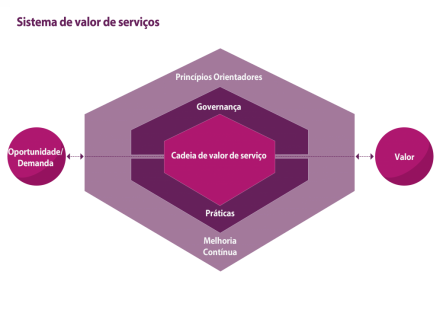 Sistema de valor de serviços
Princípios Orientadores
Governança
Oportunidade/
Demanda
Cadeia de valor de serviço
Valor
Práticas
Melhoria
Contínua